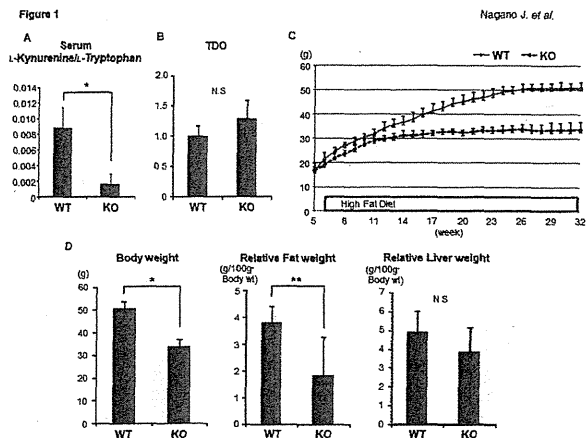 Figure 1
Nagano J. et al.
A
Serum
L-Kynurenine/L-Tryptophan
0.014
0.012
0.01
0.008
0.006
0.004
0.002
0
*
WT
KO
B
TDO
2.0
1.5
1.0
0.5
0
N.S
WT
KO
C
(g)
WT
KO
60
50
40
30
20
10
0
High Fat Diet
5
8
11
14
17
20
23
26
29
32
(week)
D
Body weight
(g)
60
50
40
30
20
10
0
*
WT
KO
Relative Fat weight
(g/100g-
Body wt)
5
4
3
2
1
0
**
WT
KO
Relative Liver weight
(g/100g-
Body wt)
7
6
5
4
3
2
1
0
NS
WT
KO